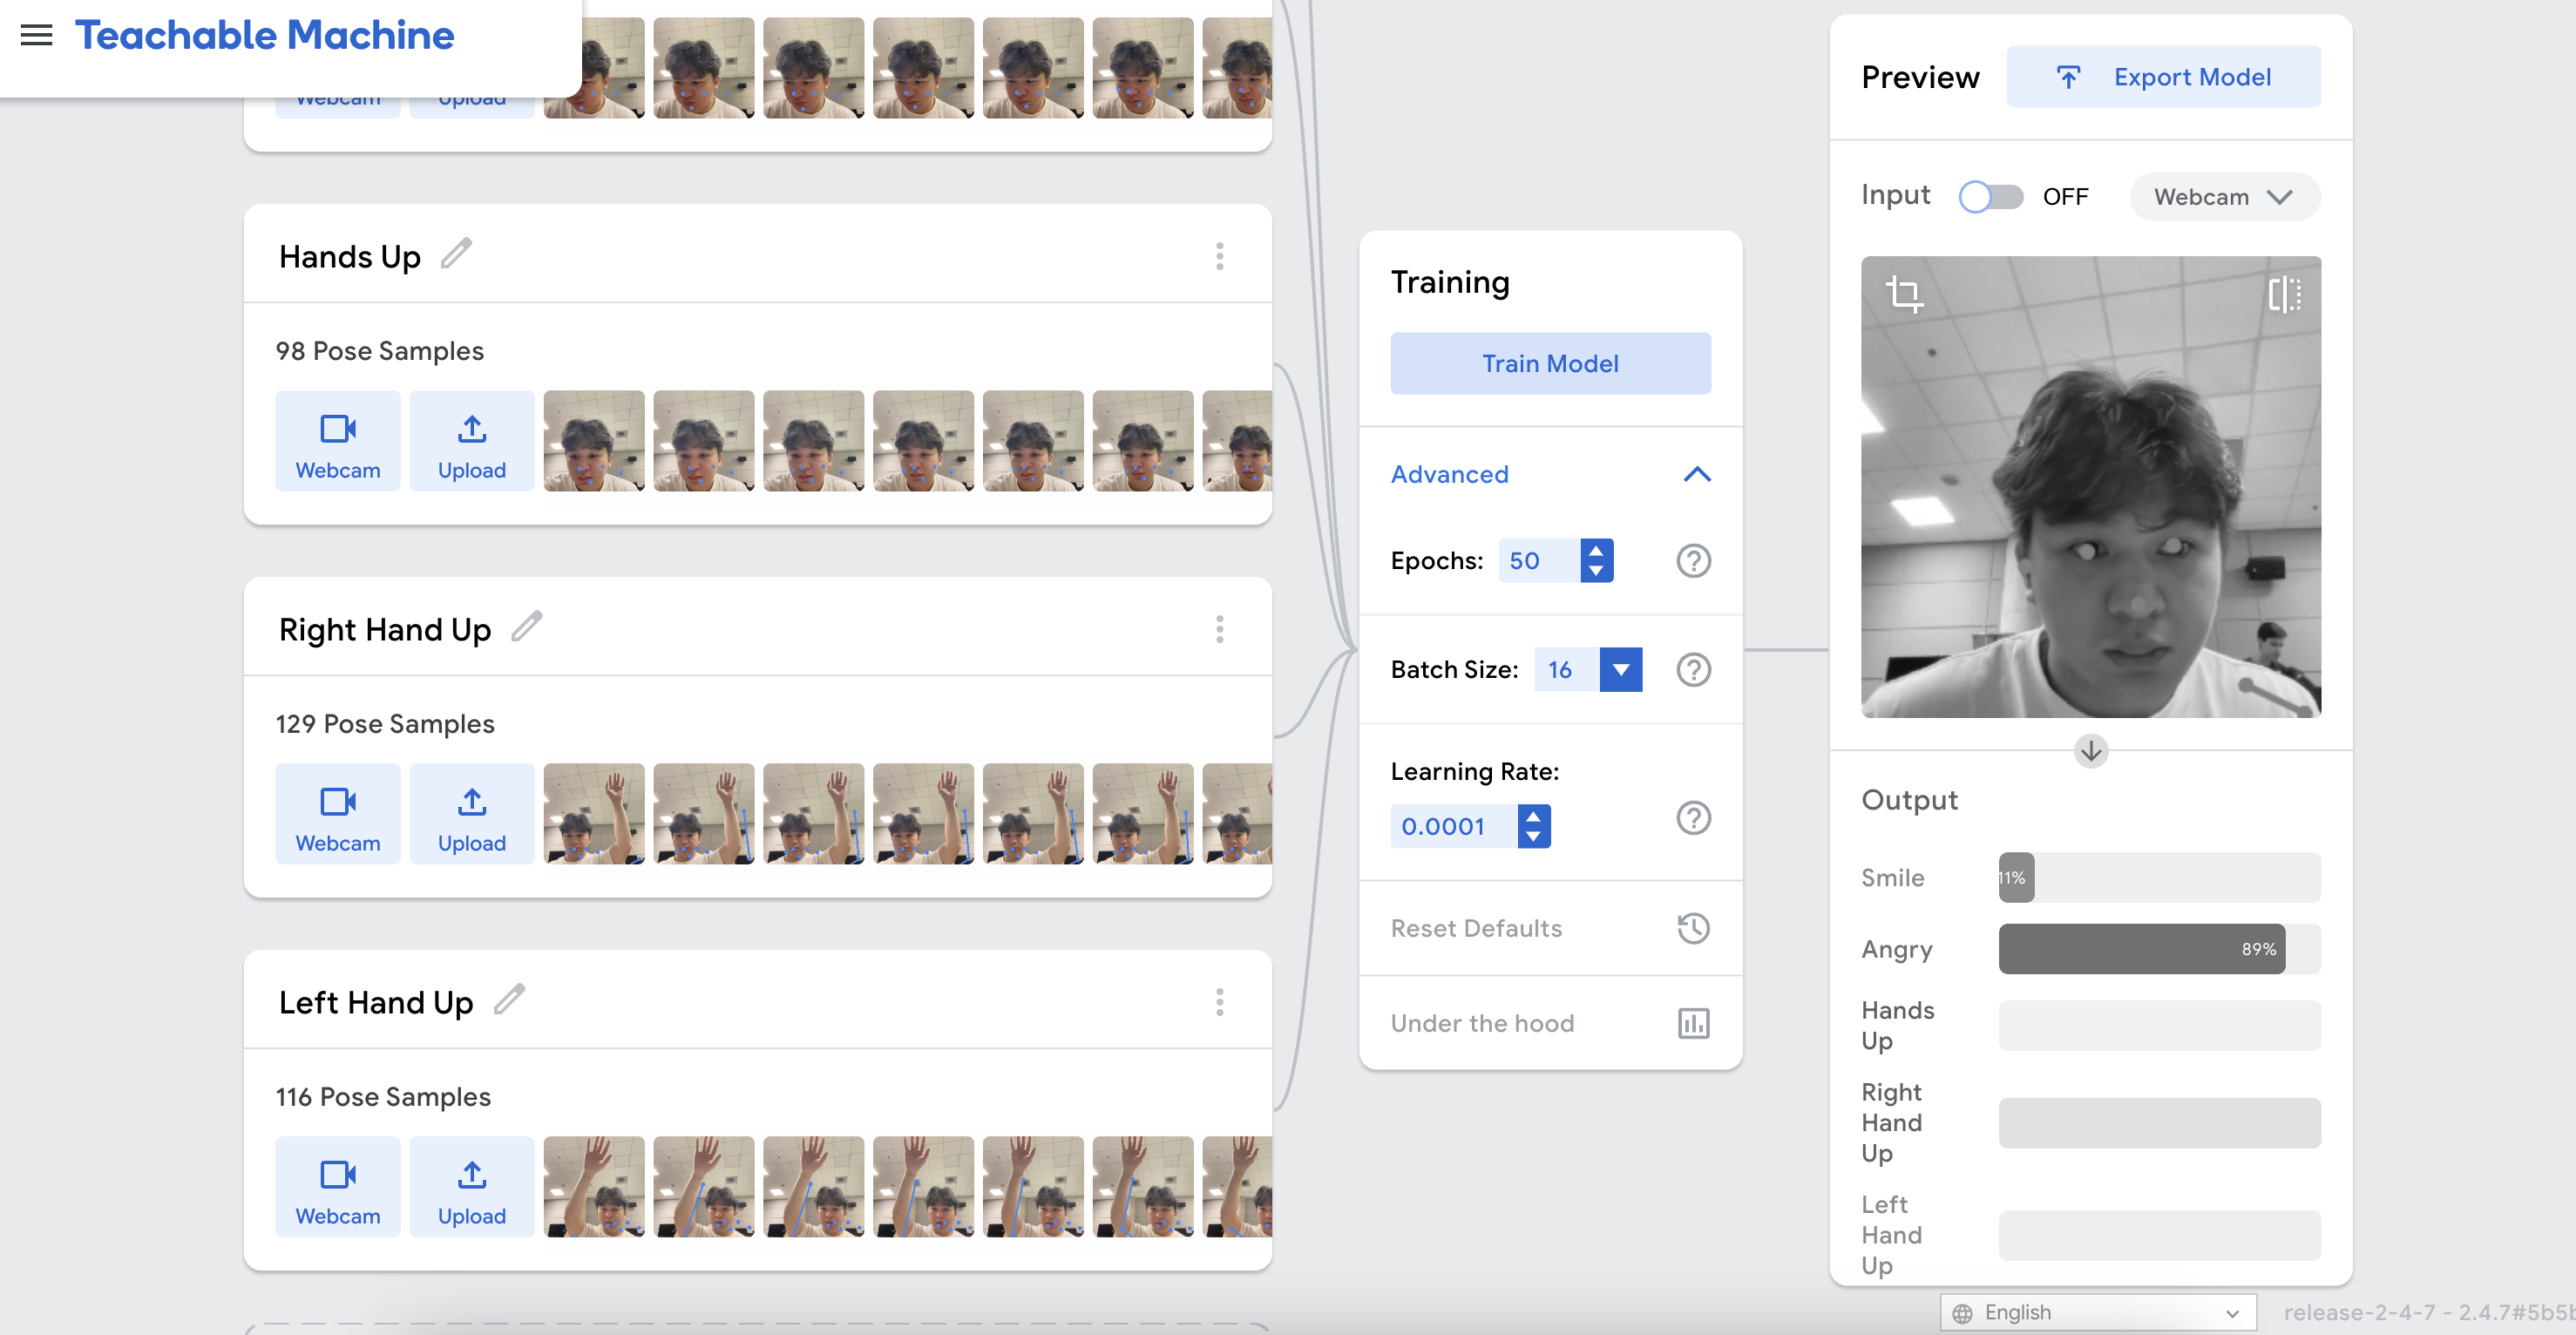 Teachable Machine
Webcam
Upload
Hands Up
98 Pose Samples
Webcam
Upload
Right Hand Up
129 Pose Samples
Webcam
Upload
Left Hand Up
116 Pose Samples
Webcam
Upload
Training
Train Model
Advanced
Epochs: 50
Batch Size: 16
Learning Rate:
0.0001
Reset Defaults
Under the hood
Preview
Export Model
Input
OFF
Webcam
Output
Smile
11%
Angry
89%
Hands
Up
Right
Hand
Up
Left
Hand
Up
English
release-2-4-7 - 2.4.7#5b5b